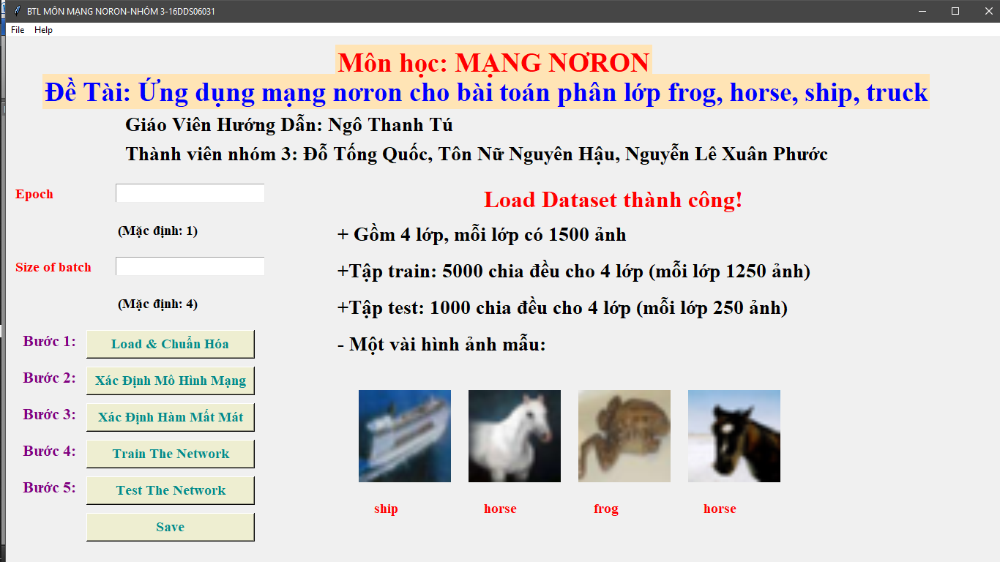 BTL MÔN MẠNG NORON-NHÓM 3-16DDS06031
File Help
Môn học: MẠNG NƠRON
Đề Tài: Ứng dụng mạng nơron cho bài toán phân lớp frog, horse, ship, truck
Giáo Viên Hướng Dẫn: Ngô Thanh Tú
Thành viên nhóm 3: Đỗ Tống Quốc, Tôn Nữ Nguyên Hậu, Nguyễn Lê Xuân Phước
Epoch
(Mặc định: 1)
Size of batch
(Mặc định: 4)
Bước 1: Load & Chuẩn Hóa
Bước 2: Xác Định Mô Hình Mạng
Bước 3: Xác Định Hàm Mất Mát
Bước 4: Train The Network
Bước 5: Test The Network
Save
Load Dataset thành công!
+ Gồm 4 lớp, mỗi lớp có 1500 ảnh
+Tập train: 5000 chia đều cho 4 lớp (mỗi lớp 1250 ảnh)
+Tập test: 1000 chia đều cho 4 lớp (mỗi lớp 250 ảnh)
- Một vài hình ảnh mẫu:
ship horse frog horse